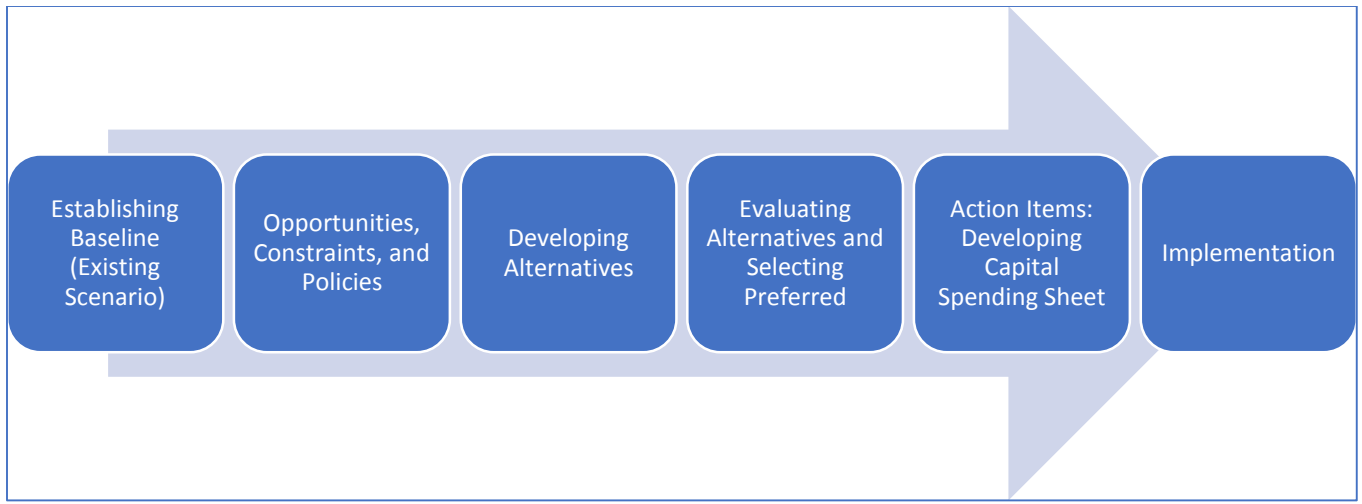 Establishing
Baseline
(Existing
Scenario)
Opportunities,
Constraints, and
Policies
Developing
Alternatives
Evaluating
Alternatives and
Selecting
Preferred
Action Items:
Developing
Capital
Spending Sheet
Implementation